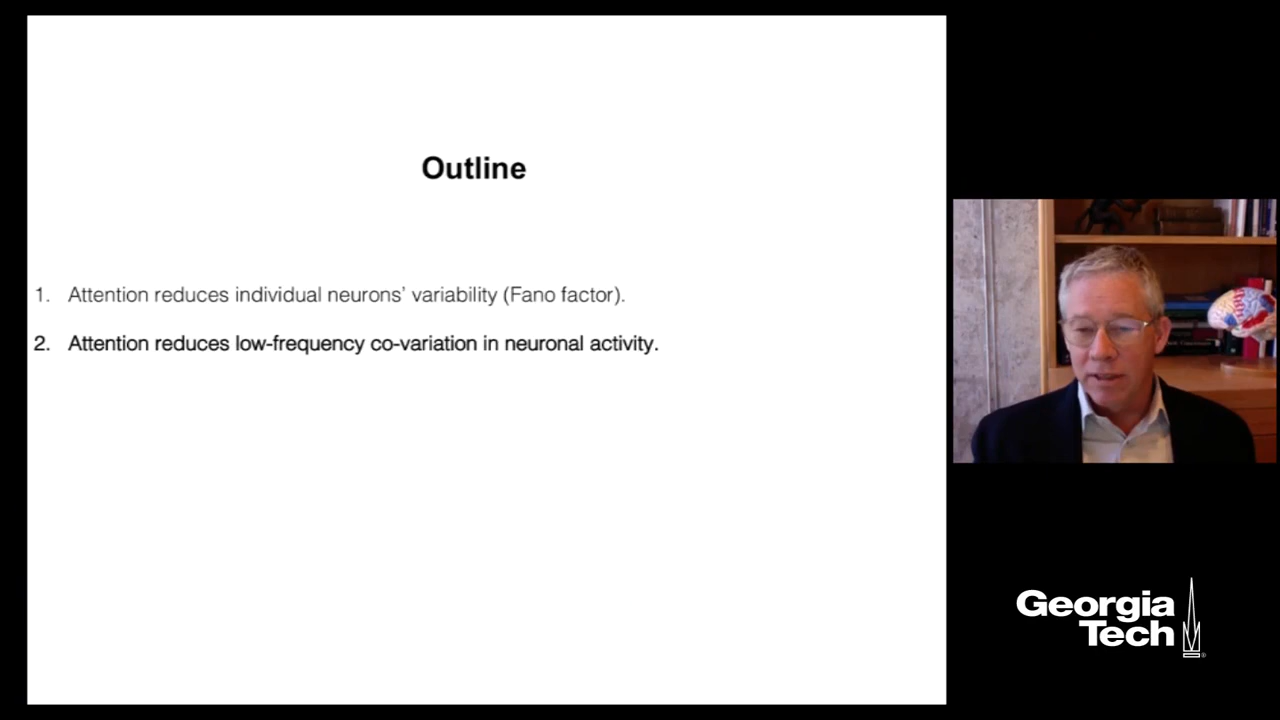 Outline
1. Attention reduces individual neurons' variability (Fano factor).
2. Attention reduces low-frequency co-variation in neuronal activity.
Georgia
Tech